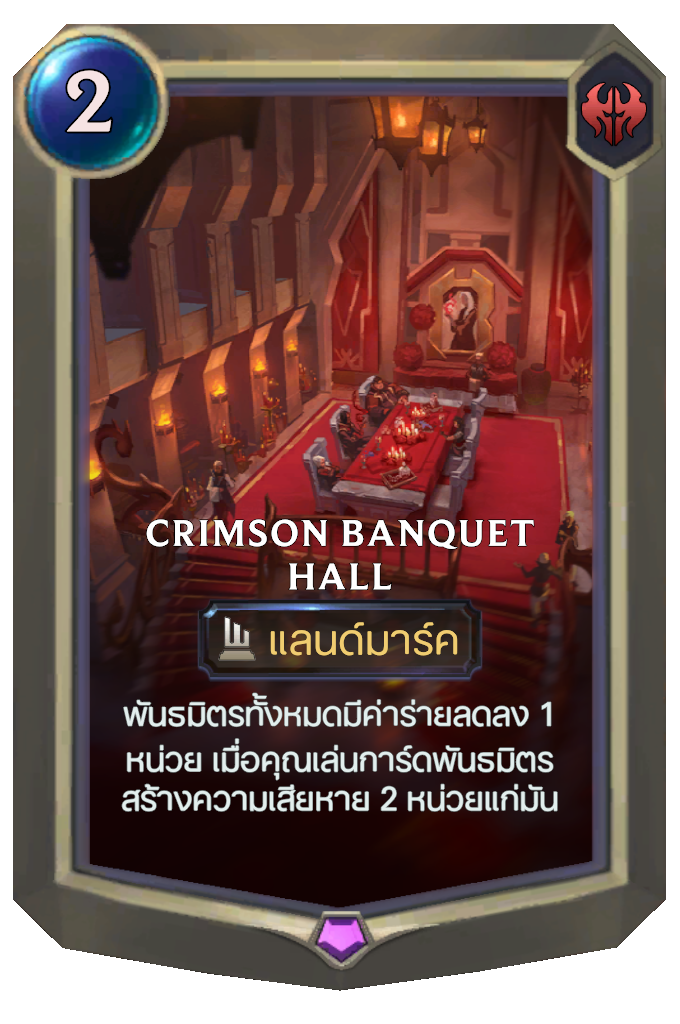 2
CRIMSON BANQUET
HALL
แลนด์มาร์ค
พันธมิตรทั้งหมดมีค่าร่ายลดลง 1
หน่วย เมื่อคุณเล่นการ์ดพันธมิตร
สร้างความเสียหาย 2 หน่วยแก่มัน